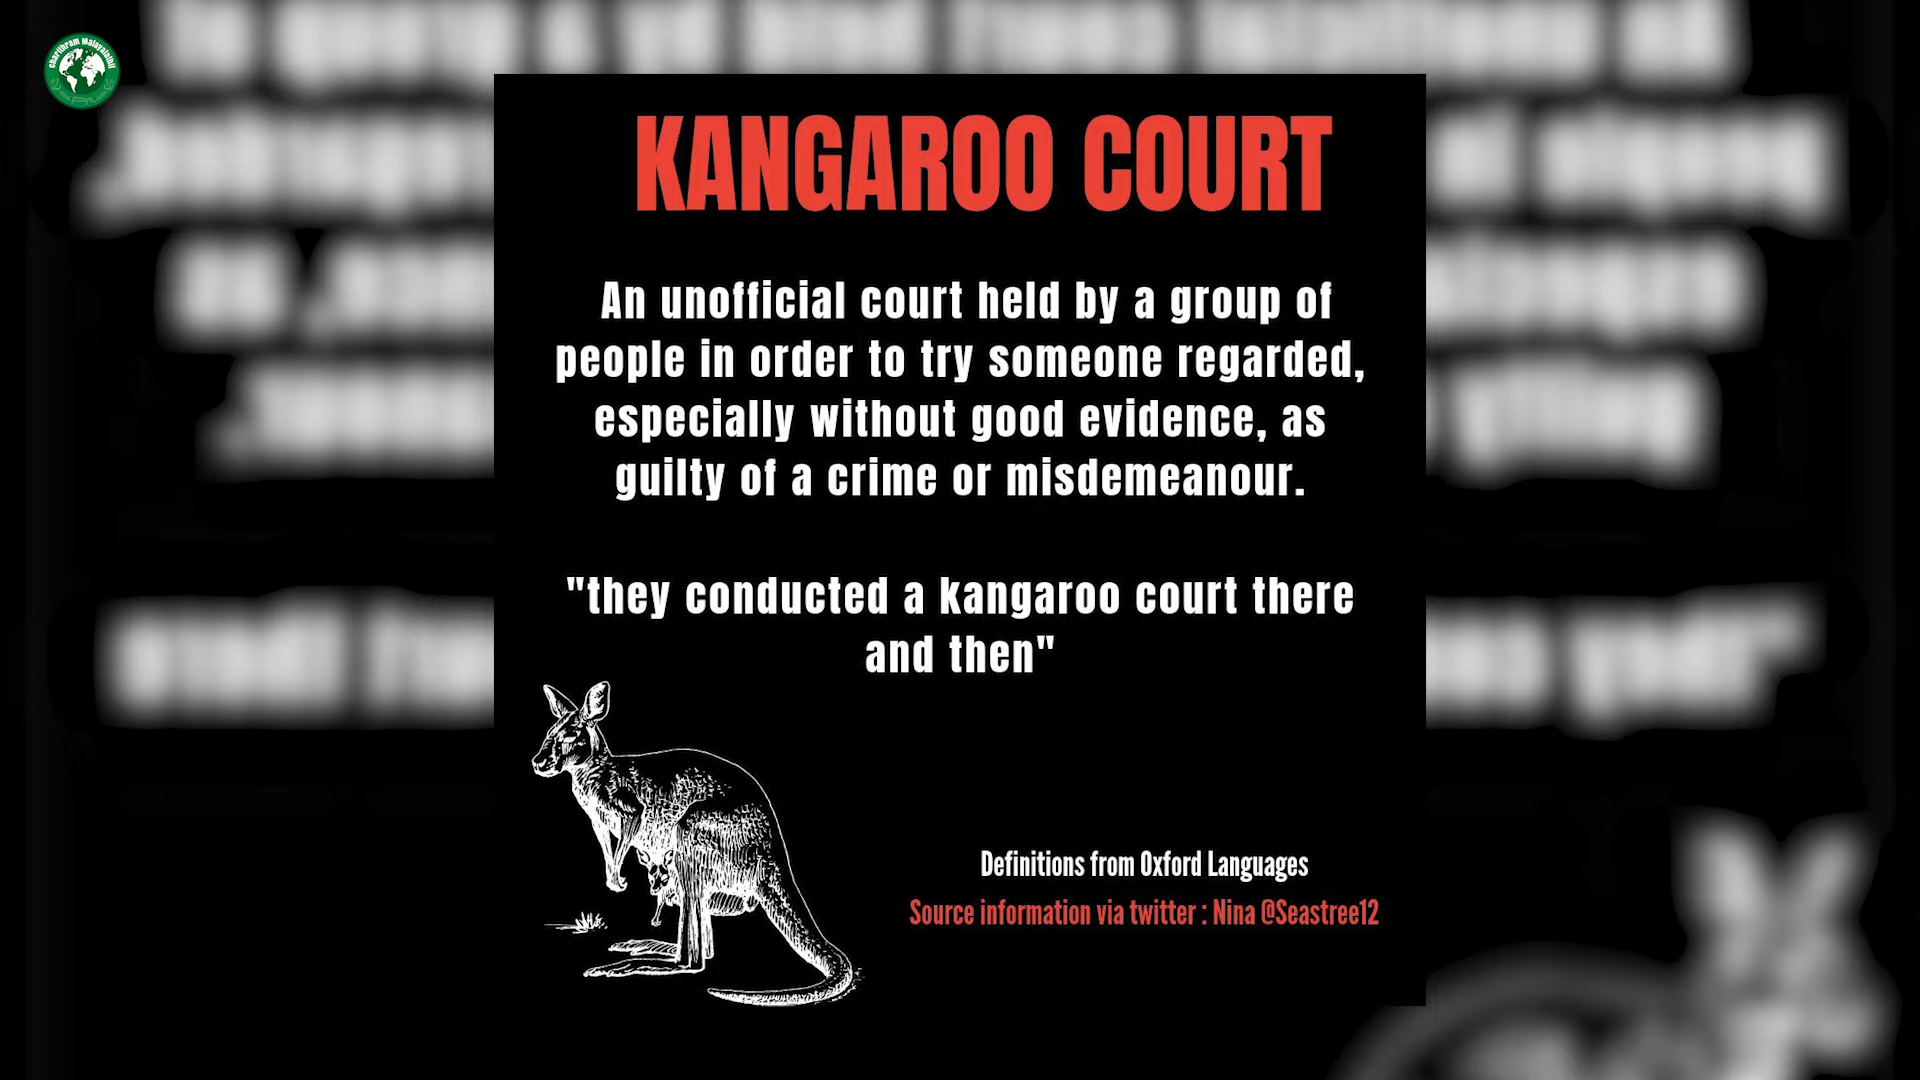 Charithram Malayalathil
KANGAROO COURT
An unofficial court held by a group of
people in order to try someone regarded,
especially without good evidence, as
guilty of a crime or misdemeanour.
"they conducted a kangaroo court there
and then"
Definitions from Oxford Languages
Source information via twitter : Nina @Seastree12